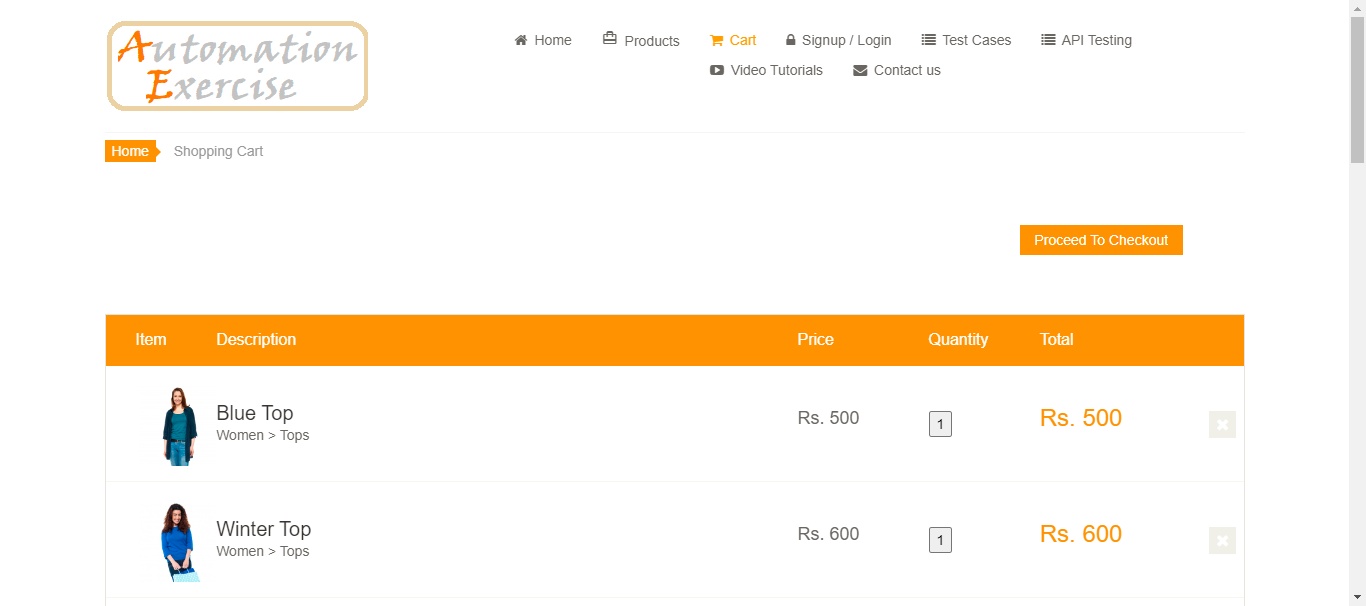 Automation
Exercise
Home Products Cart Signup / Login Test Cases API Testing
Video Tutorials Contact us
Home Shopping Cart
Proceed To Checkout
Item Description Price Quantity Total
Blue Top Rs. 500 1 Rs. 500
Women > Tops
Winter Top Rs. 600 1 Rs. 600
Women > Tops